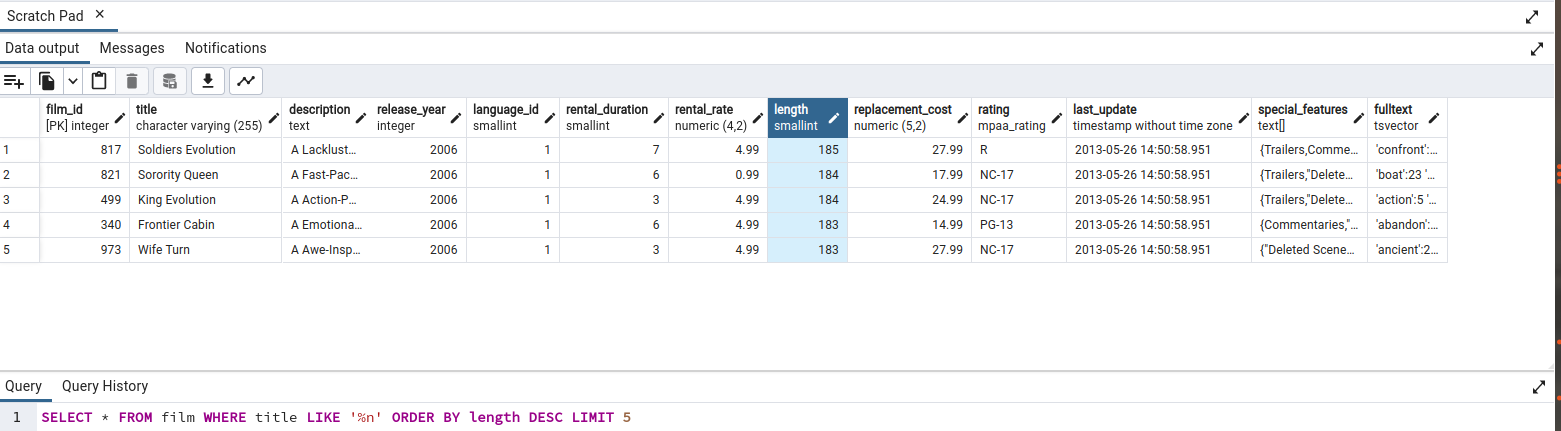 Scratch Pad ×
Data output Messages Notifications
film_id title description release_year language_id rental_duration rental_rate length replacement_cost rating last_update special_features fulltext
[PK] integer character varying (255) text integer smallint smallint numeric (4,2) smallint numeric (5,2) mpaa_rating timestamp without time zone text[] tsvector
1 817 Soldiers Evolution A Lacklust... 2006 1 7 4.99 185 27.99 R 2013-05-26 14:50:58.951 {Trailers,Comme... 'confront':...
2 821 Sorority Queen A Fast-Pac... 2006 1 6 0.99 184 17.99 NC-17 2013-05-26 14:50:58.951 {Trailers,"Delete... 'boat':23 '...
3 499 King Evolution A Action-P... 2006 1 3 4.99 184 24.99 NC-17 2013-05-26 14:50:58.951 {Trailers,"Delete... 'action':5 '...
4 340 Frontier Cabin A Emotiona... 2006 1 6 4.99 183 14.99 PG-13 2013-05-26 14:50:58.951 {Commentaries,"... 'abandon':...
5 973 Wife Turn A Awe-Insp... 2006 1 3 4.99 183 27.99 NC-17 2013-05-26 14:50:58.951 {"Deleted Scene... 'ancient':2...
Query Query History
1 SELECT * FROM film WHERE title LIKE '%n' ORDER BY length DESC LIMIT 5